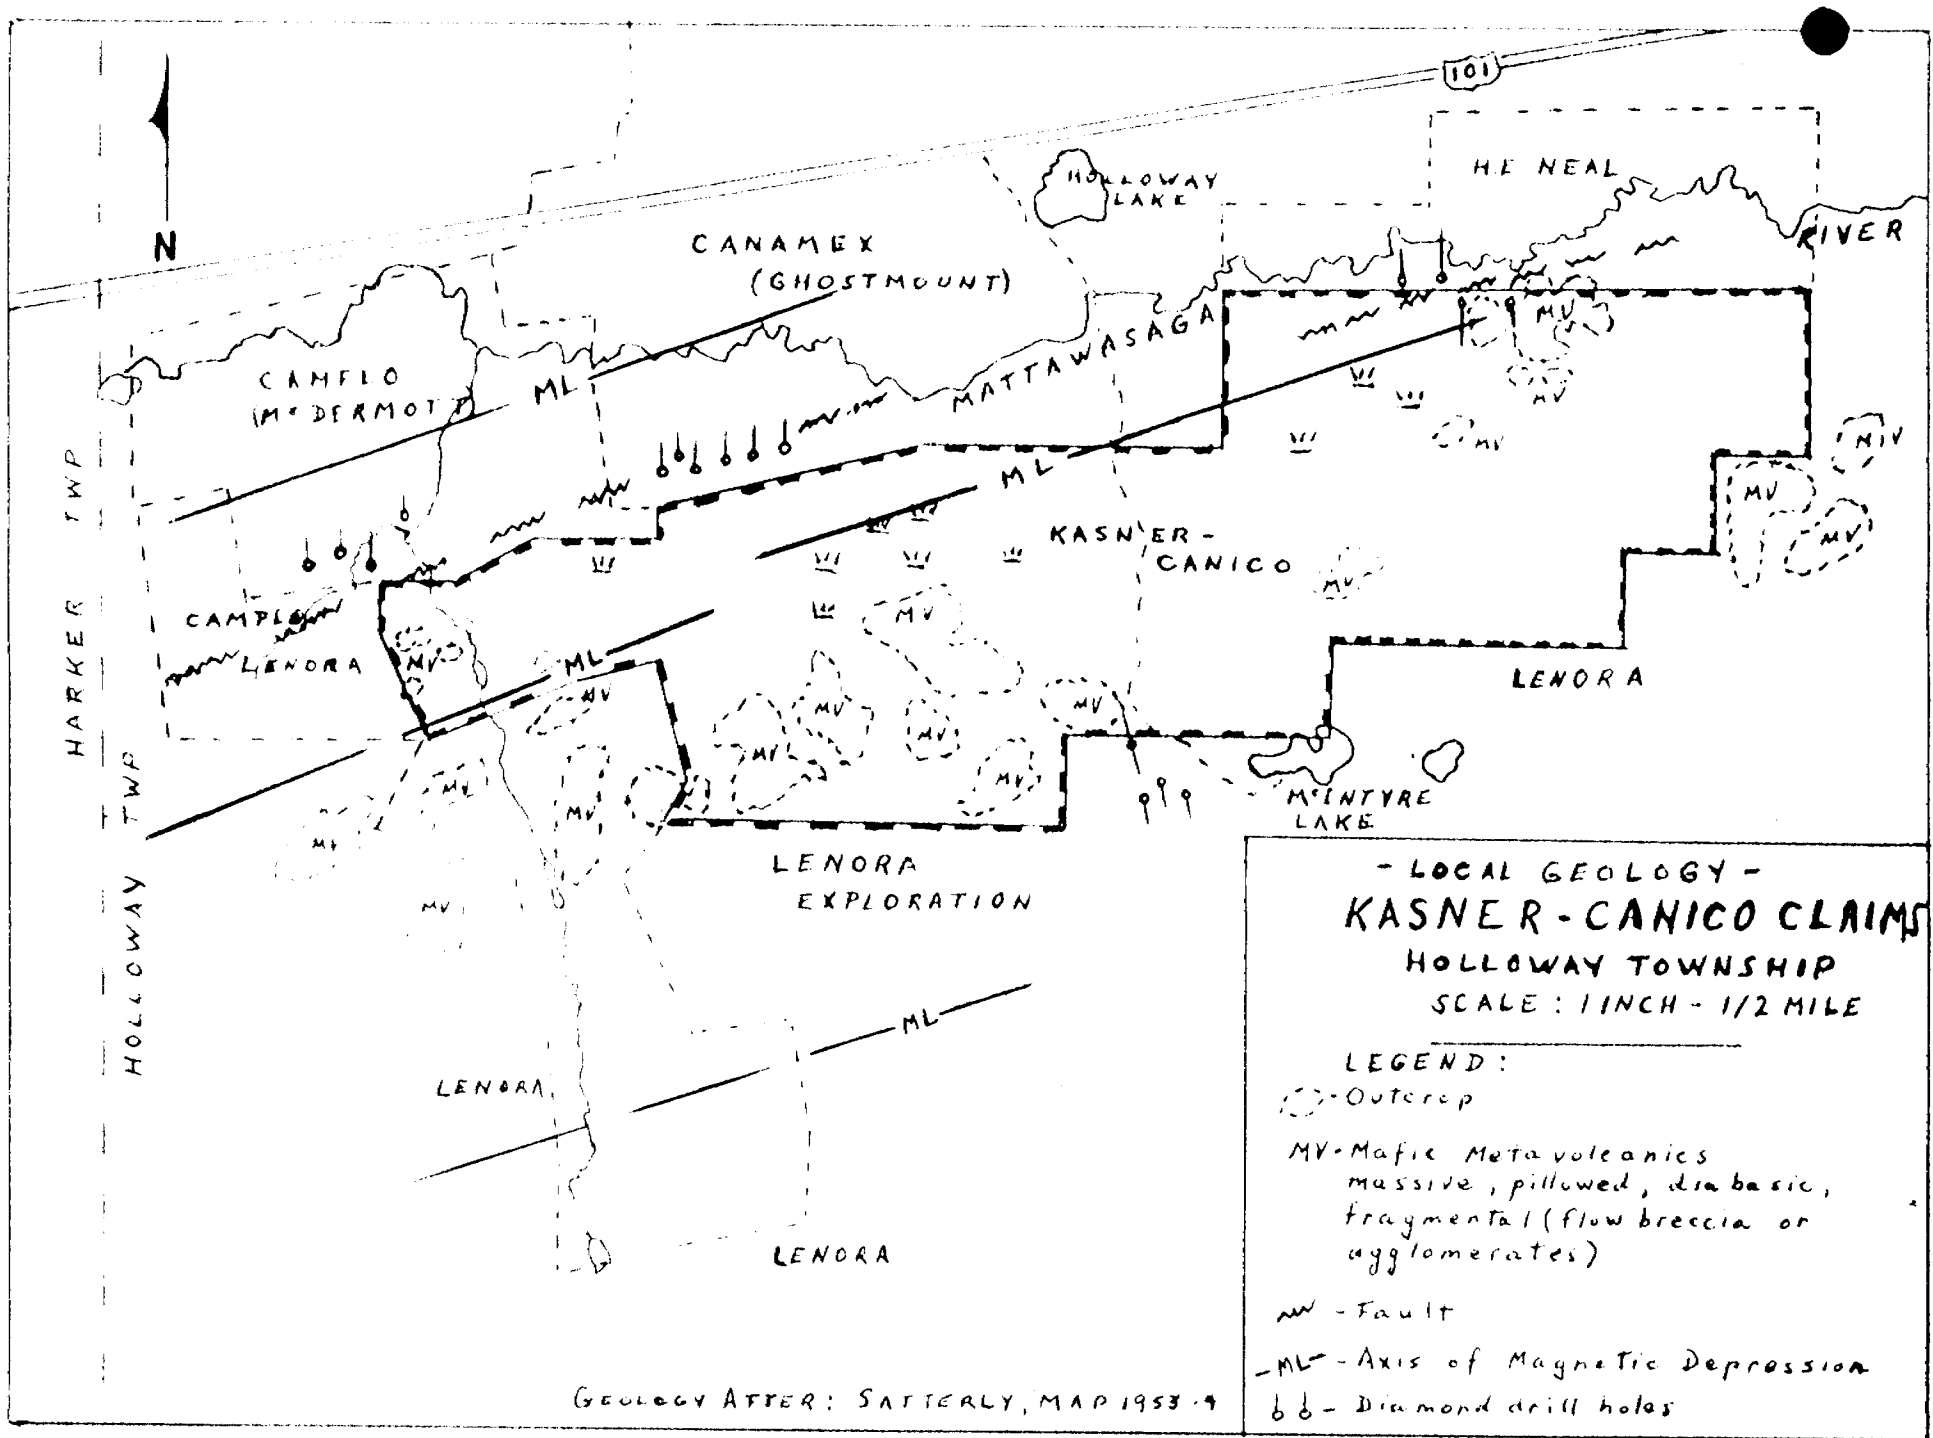 101
H.E NEAL
HOLLOWAY
LAKE
RIVER
N
CANAMEX
(GHOSTMOUNT)
MATTAWASAGA
CAMFLO
(McDERMOTT)
ML
MV
MV
MV
MV
MV
MV
ML
KASNER-
CANICO
MV
HARKER TWP
HOLLOWAY TWP
CAMFLO
LENORA
MV
ML
MV
MV
MV
MV
MV
MV
MV
LENORA
McINTYRE
LAKE
MV
MV
MV
MV
LENORA
EXPLORATION
ML
LENORA
LENORA
- LOCAL GEOLOGY -
KASNER-CANICO CLAIMS
HOLLOWAY TOWNSHIP
SCALE : 1 INCH - 1/2 MILE
LEGEND :
- Outcrop
MV - Mafic Metavolcanics
massive, pillowed, diabasic,
fragmental (flow breccia or
agglomerates)
- Fault
- ML - Axis of Magnetic Depression
- Diamond drill holes
GEOLOGY AFTER: SATTERLY, MAP 1953-4